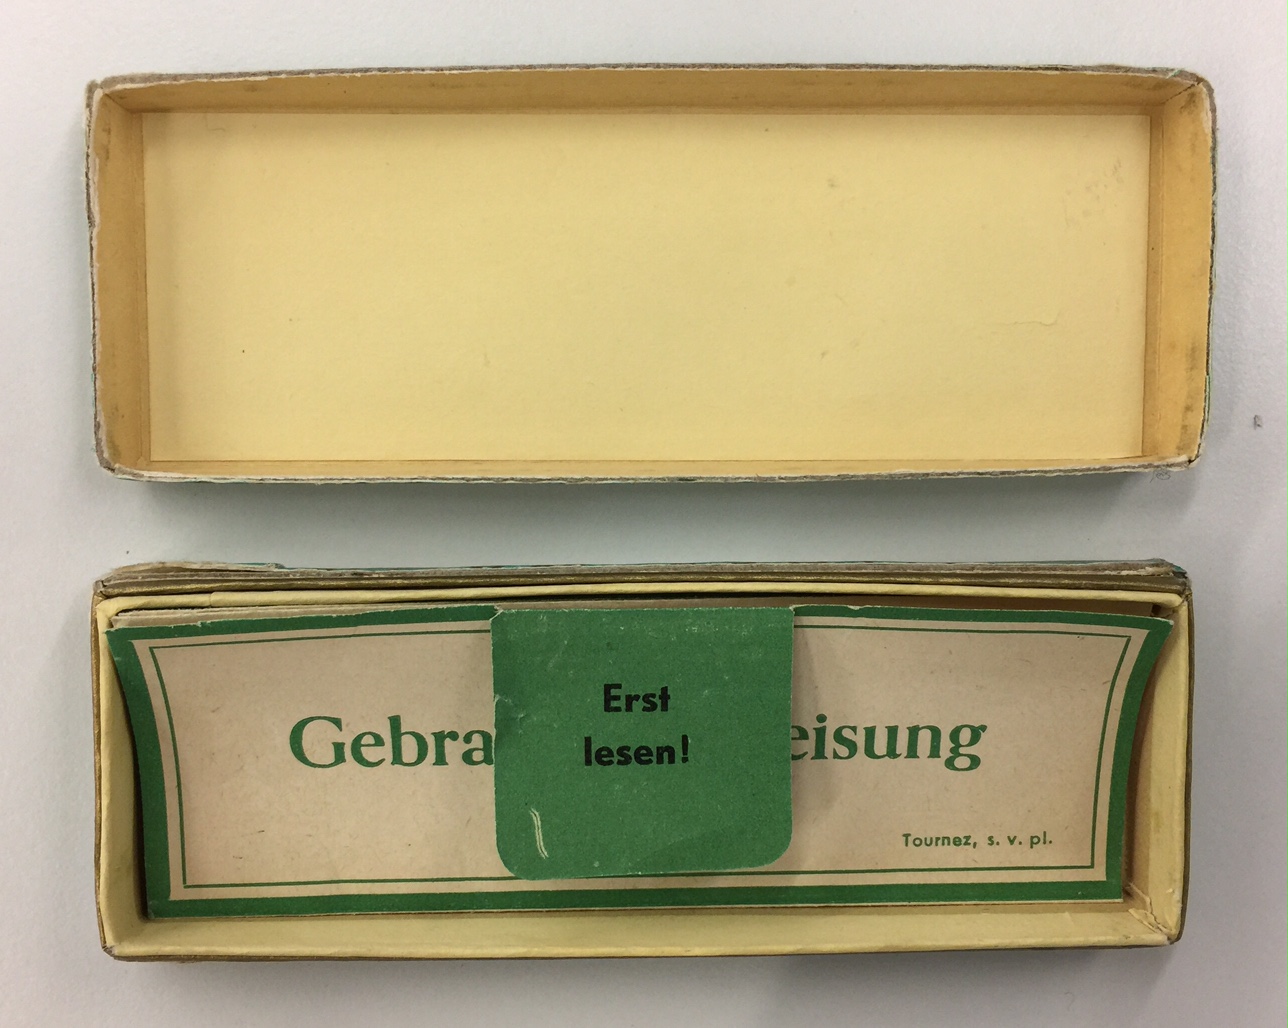 Erst
lesen!
Gebra eisung
Tournez, s. v. pl.